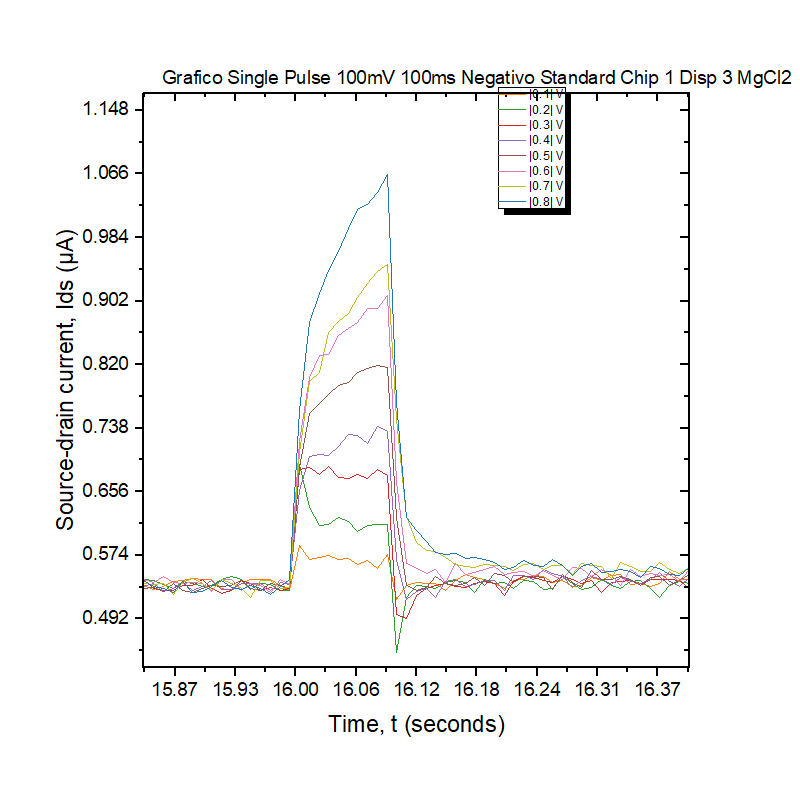 Grafico Single Pulse 100mV 100ms Negativo Standard Chip 1 Disp 3 MgCl2
|0.1| V
|0.2| V
|0.3| V
|0.4| V
|0.5| V
|0.6| V
|0.7| V
|0.8| V
1.148
1.066
0.984
0.902
0.820
0.738
0.656
0.574
0.492
Source-drain current, Ids (μA)
15.87 15.93 16.00 16.06 16.12 16.18 16.24 16.31 16.37
Time, t (seconds)